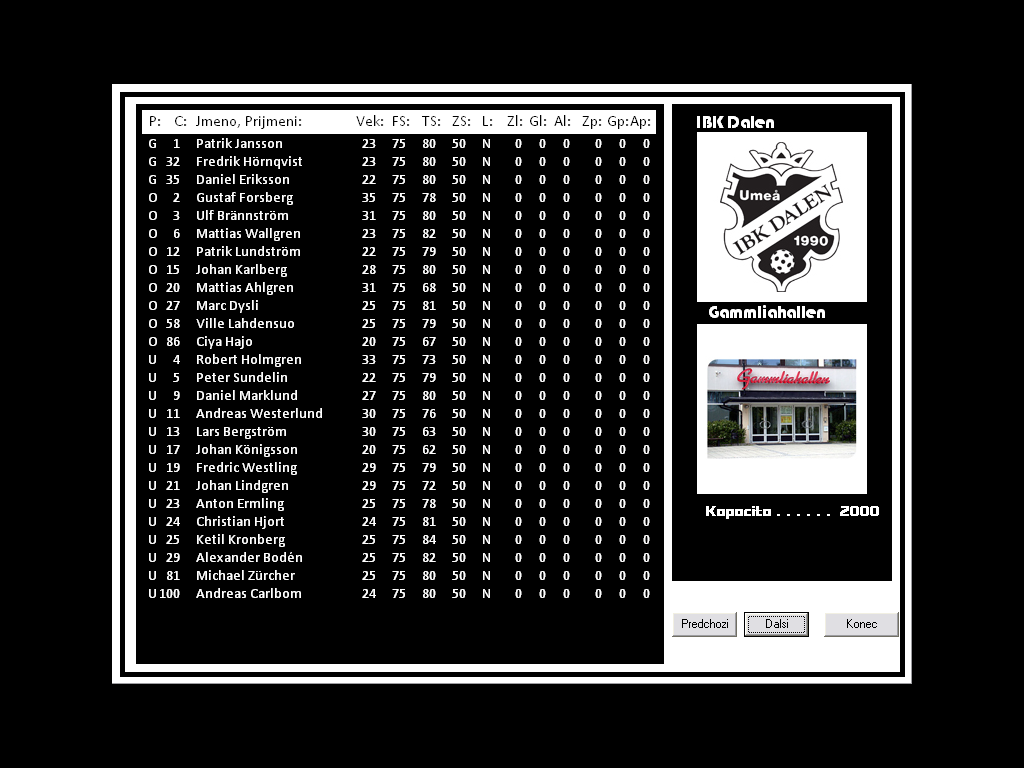 P: C: Jmeno, Prijmeni: Vek: FS: TS: ZS: L: Zl: Gl: Al: Zp: Gp: Ap:
G 1 Patrik Jansson 23 75 80 50 N 0 0 0 0 0 0
G 32 Fredrik Hörnqvist 23 75 80 50 N 0 0 0 0 0 0
G 35 Daniel Eriksson 22 75 80 50 N 0 0 0 0 0 0
O 2 Gustaf Forsberg 35 75 78 50 N 0 0 0 0 0 0
O 3 Ulf Brännström 31 75 80 50 N 0 0 0 0 0 0
O 6 Mattias Wallgren 23 75 82 50 N 0 0 0 0 0 0
O 12 Patrik Lundström 22 75 79 50 N 0 0 0 0 0 0
O 15 Johan Karlberg 28 75 80 50 N 0 0 0 0 0 0
O 20 Mattias Ahlgren 31 75 68 50 N 0 0 0 0 0 0
O 27 Marc Dysli 25 75 81 50 N 0 0 0 0 0 0
O 58 Ville Lahdensuo 25 75 79 50 N 0 0 0 0 0 0
O 86 Ciya Hajo 20 75 67 50 N 0 0 0 0 0 0
U 4 Robert Holmgren 33 75 73 50 N 0 0 0 0 0 0
U 5 Peter Sundelin 22 75 79 50 N 0 0 0 0 0 0
U 9 Daniel Marklund 27 75 80 50 N 0 0 0 0 0 0
U 11 Andreas Westerlund 30 75 76 50 N 0 0 0 0 0 0
U 13 Lars Bergström 30 75 63 50 N 0 0 0 0 0 0
U 17 Johan Königsson 20 75 62 50 N 0 0 0 0 0 0
U 19 Fredric Westling 29 75 79 50 N 0 0 0 0 0 0
U 21 Johan Lindgren 29 75 72 50 N 0 0 0 0 0 0
U 23 Anton Ermling 25 75 78 50 N 0 0 0 0 0 0
U 24 Christian Hjort 24 75 81 50 N 0 0 0 0 0 0
U 25 Ketil Kronberg 25 75 84 50 N 0 0 0 0 0 0
U 29 Alexander Bodén 25 75 82 50 N 0 0 0 0 0 0
U 81 Michael Zürcher 25 75 80 50 N 0 0 0 0 0 0
U 100 Andreas Carlbom 24 75 80 50 N 0 0 0 0 0 0
IBK Dalen
Umeå
IBK DALEN
1990
Gammliahallen
Gammliahallen
Kapacita . . . . . . 2000
Predchozi
Dalsi
Konec